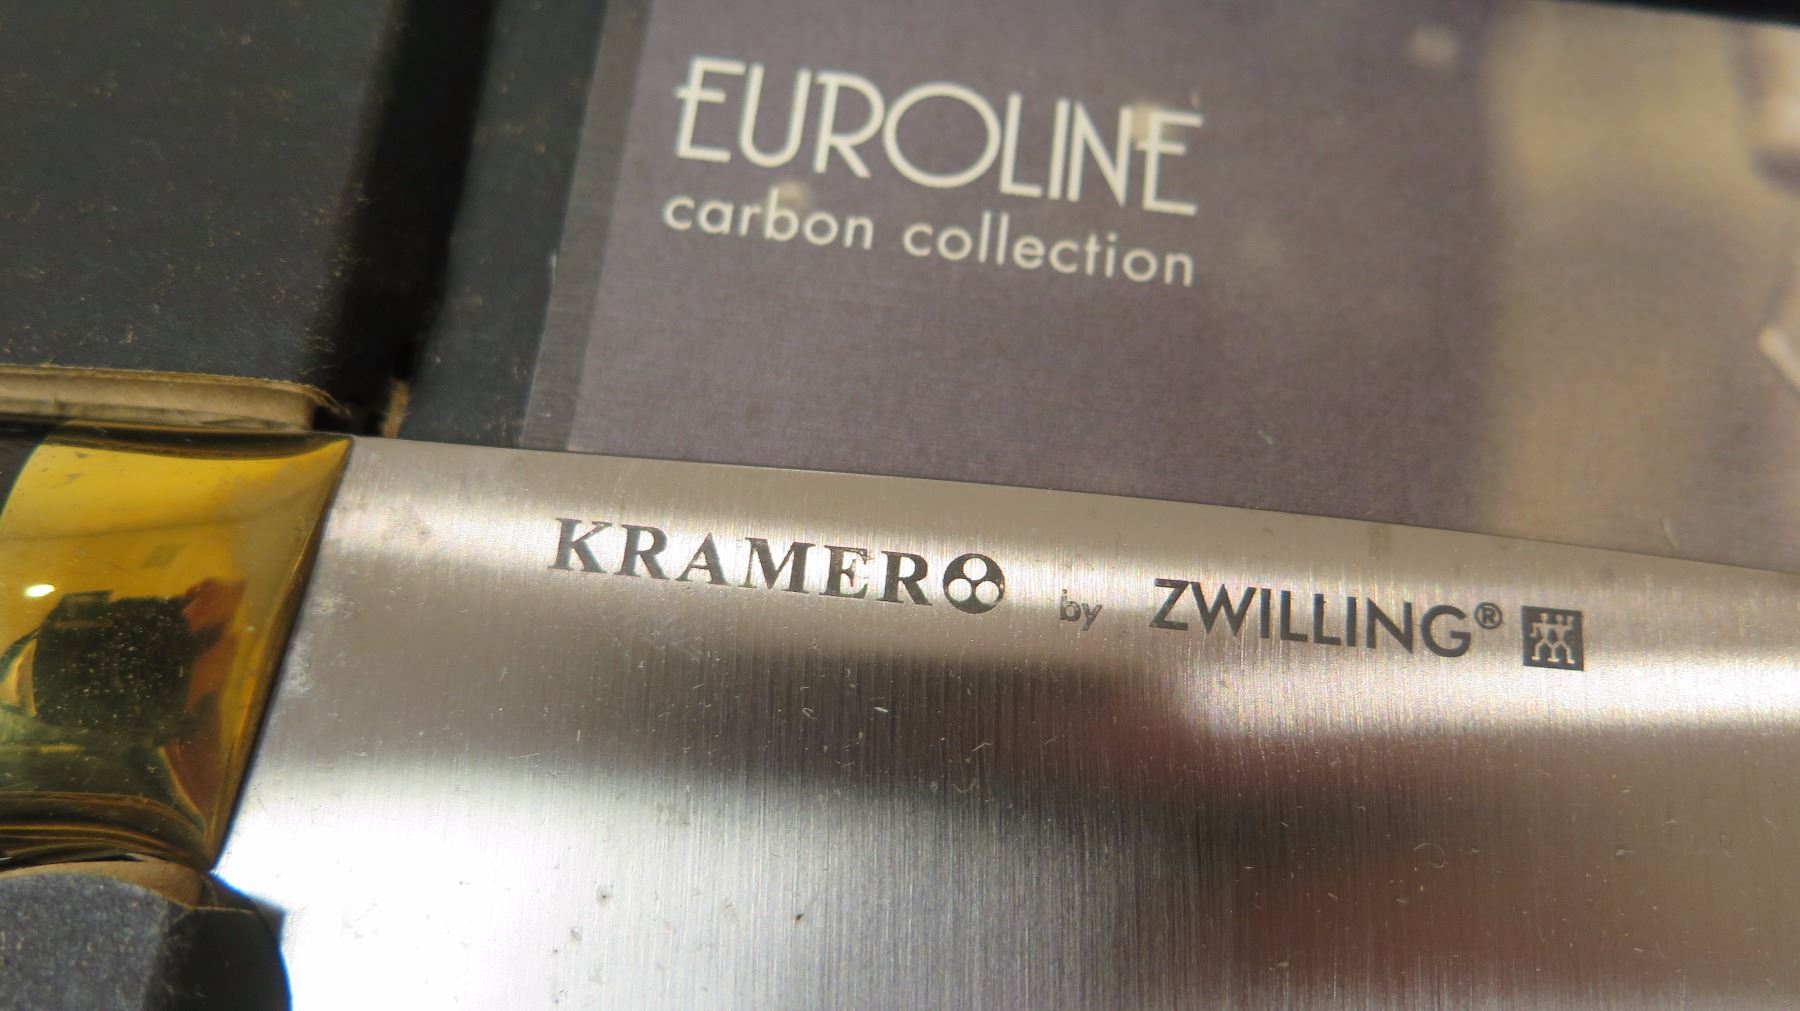 EUROLINE
carbon collection
KRAMER by ZWILLING®